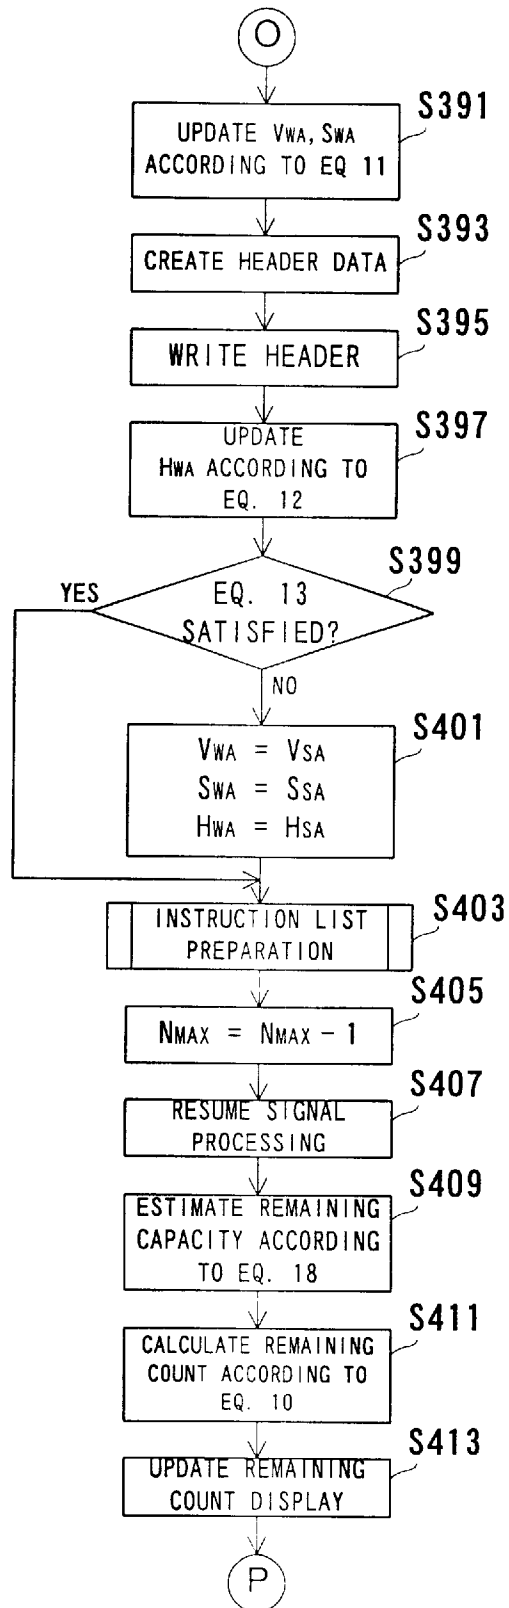 O
S391
UPDATE VWA, SWA
ACCORDING TO EQ 11
S393
CREATE HEADER DATA
S395
WRITE HEADER
S397
UPDATE
HWA ACCORDING TO
EQ. 12
S399
YES
EQ. 13
SATISFIED?
NO
S401
VWA = VSA
SWA = SSA
HWA = HSA
S403
INSTRUCTION LIST
PREPARATION
S405
NMAX = NMAX - 1
S407
RESUME SIGNAL
PROCESSING
S409
ESTIMATE REMAINING
CAPACITY ACCORDING
TO EQ. 18
S411
CALCULATE REMAINING
COUNT ACCORDING TO
EQ. 10
S413
UPDATE REMAINING
COUNT DISPLAY
P